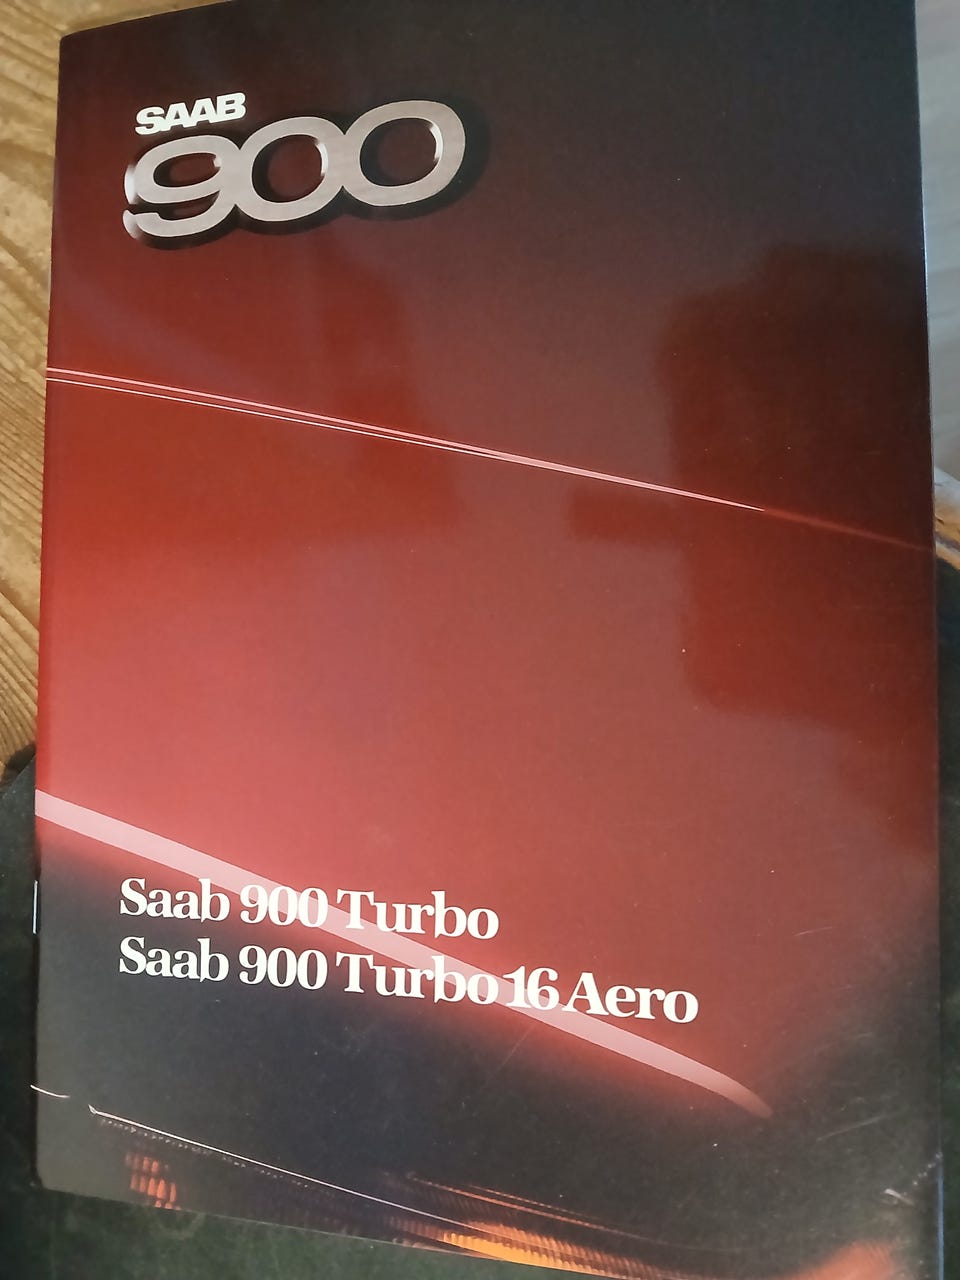 SAAB
900
Saab 900 Turbo
Saab 900 Turbo 16 Aero